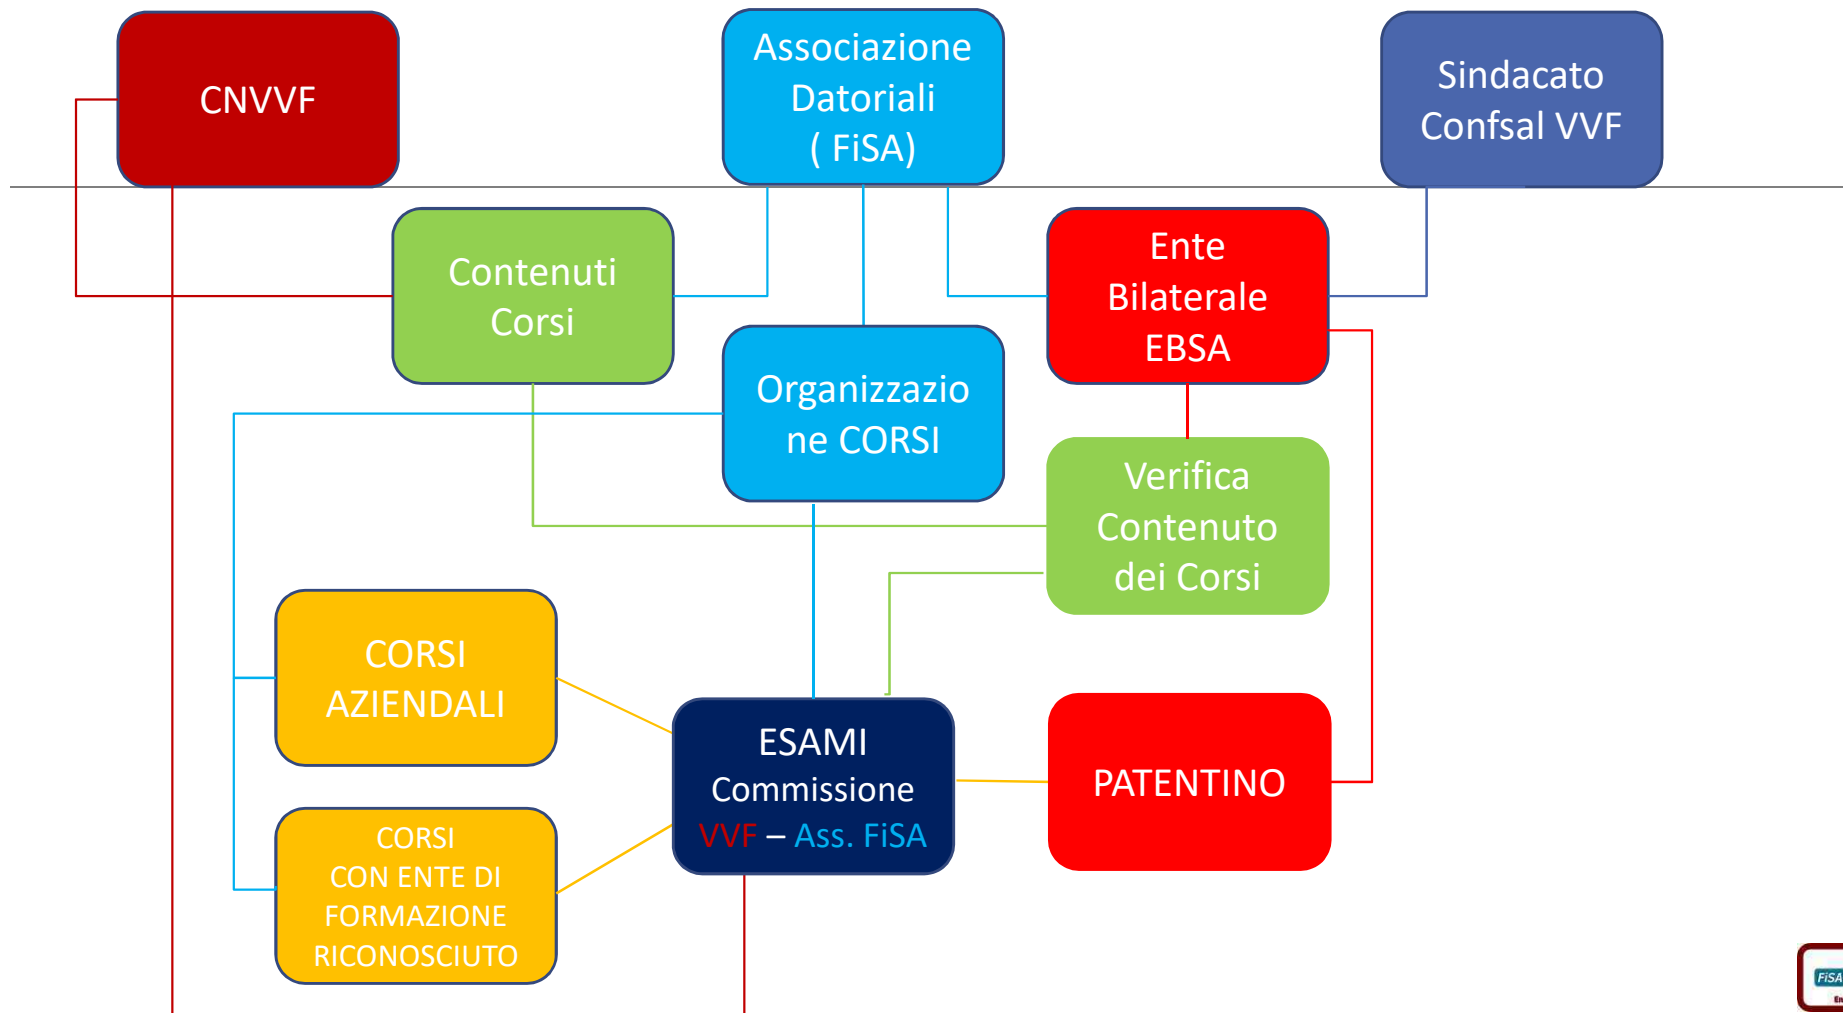 CNVVF
Associazione
Datoriali
( FiSA)
Sindacato
Confsal VVF
Contenuti
Corsi
Ente
Bilaterale
EBSA
Organizzazio
ne CORSI
Verifica
Contenuto
dei Corsi
CORSI
AZIENDALI
ESAMI
Commissione
VVF – Ass. FiSA
PATENTINO
CORSI
CON ENTE DI
FORMAZIONE
RICONOSCIUTO
FiSA